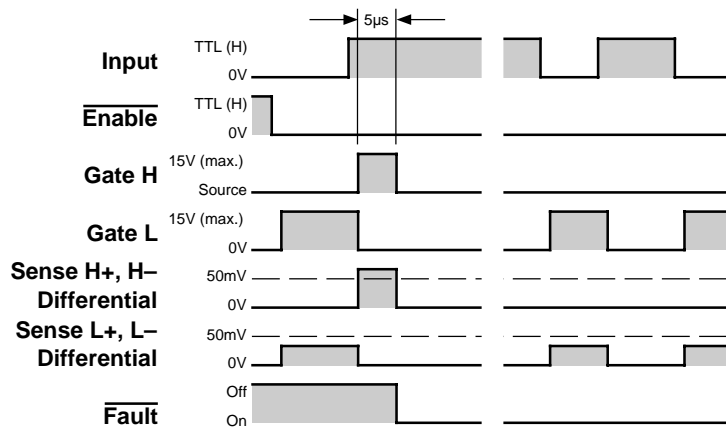 5µs
Input
TTL (H)
0V
Enable
TTL (H)
0V
Gate H
15V (max.)
Source
Gate L
15V (max.)
0V
Sense H+, H–
Differential
50mV
0V
Sense L+, L–
Differential
50mV
0V
Fault
Off
On